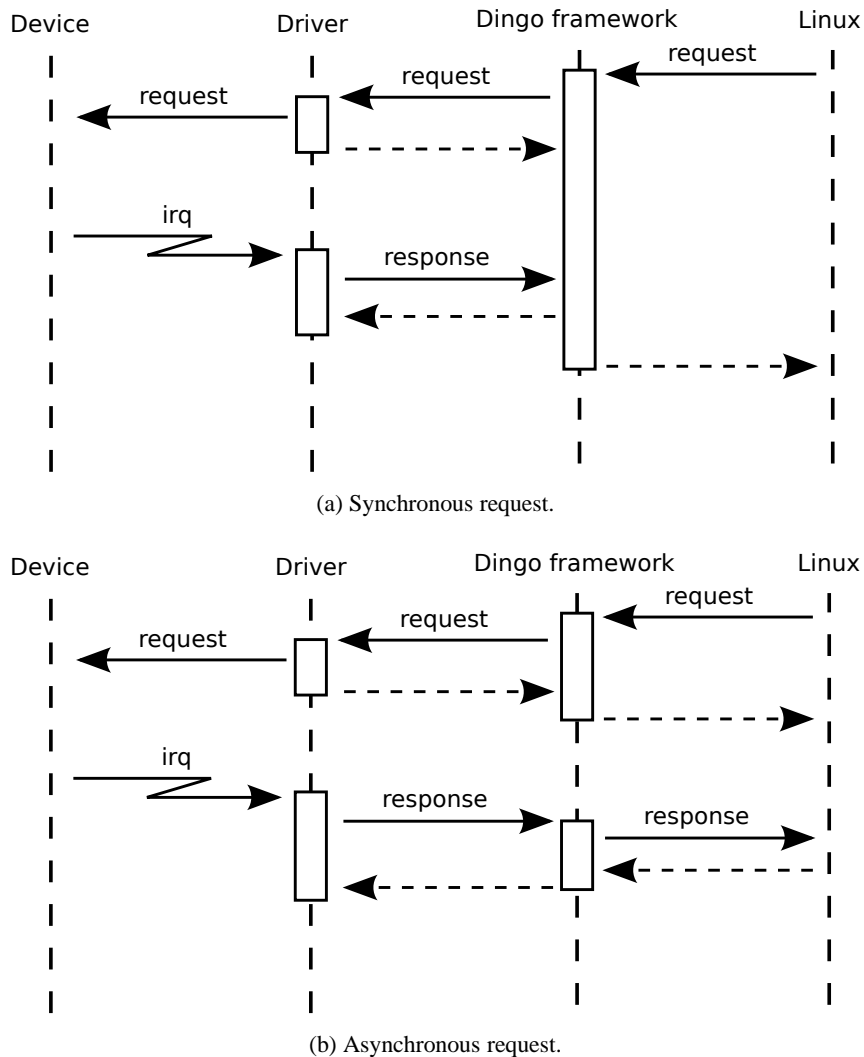 Device Driver Dingo framework Linux
request
request
request
irq
response
(a) Synchronous request.
Device Driver Dingo framework Linux
request
request
request
irq
response
response
(b) Asynchronous request.